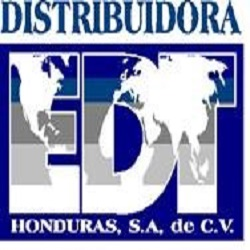 DISTRIBUIDORA
EDT
HONDURAS, S.A, de C.V.